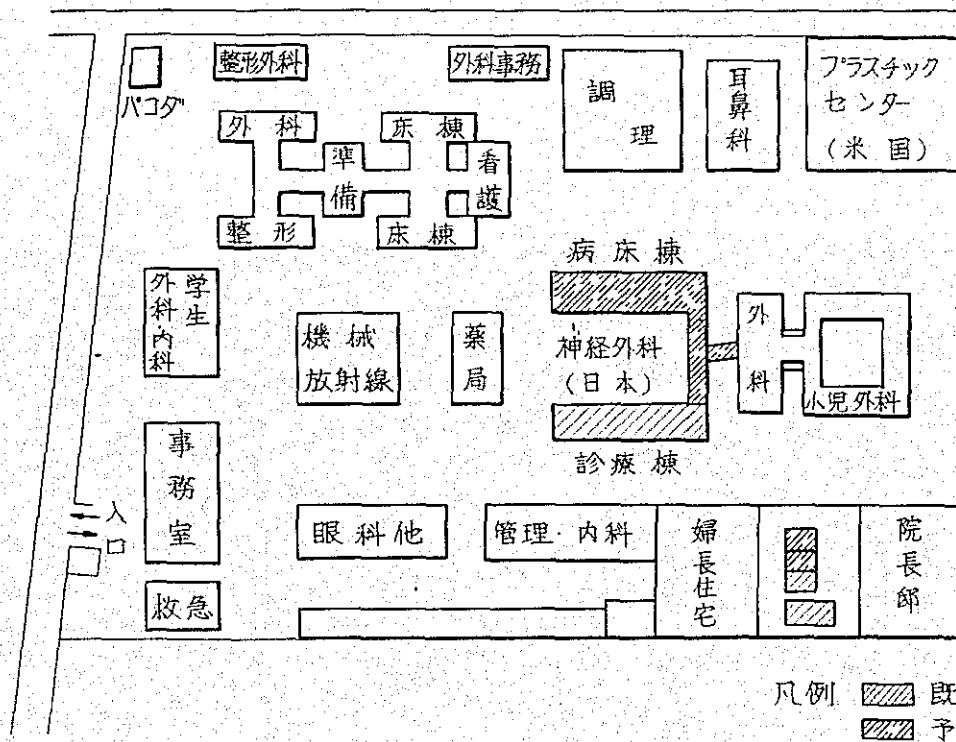 整形外科
外科事務
調理
耳鼻科
プラスチック
センター
(米国)
パコダ
外科
床棟
準備
看護
整形
床棟
病床棟
学生
外科・内科
機械
放射線
薬局
神経外科
(日本)
外科
小児外科
診療棟
事務室
入口
眼科他
管理・内科
婦長住宅
院長邸
救急
凡例
既
予